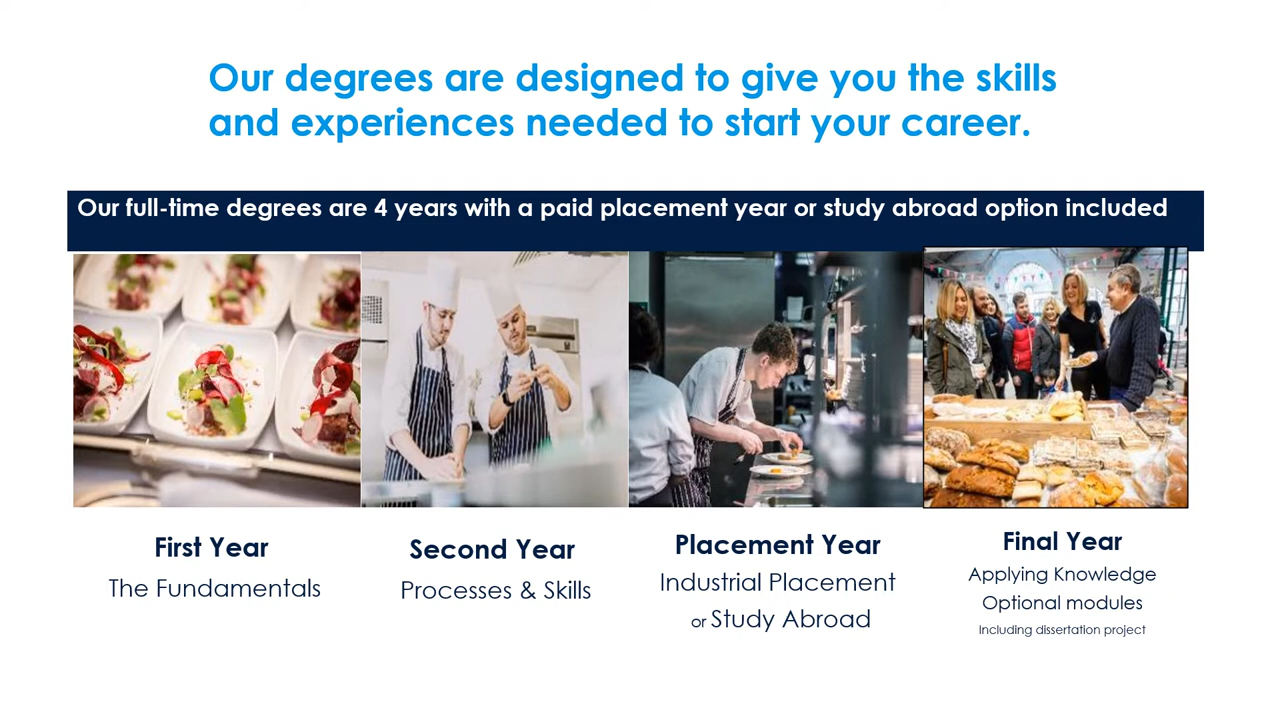 Our degrees are designed to give you the skills
and experiences needed to start your career.
Our full-time degrees are 4 years with a paid placement year or study abroad option included
First Year
The Fundamentals
Second Year
Processes & Skills
Placement Year
Industrial Placement
or Study Abroad
Final Year
Applying Knowledge
Optional modules
Including dissertation project